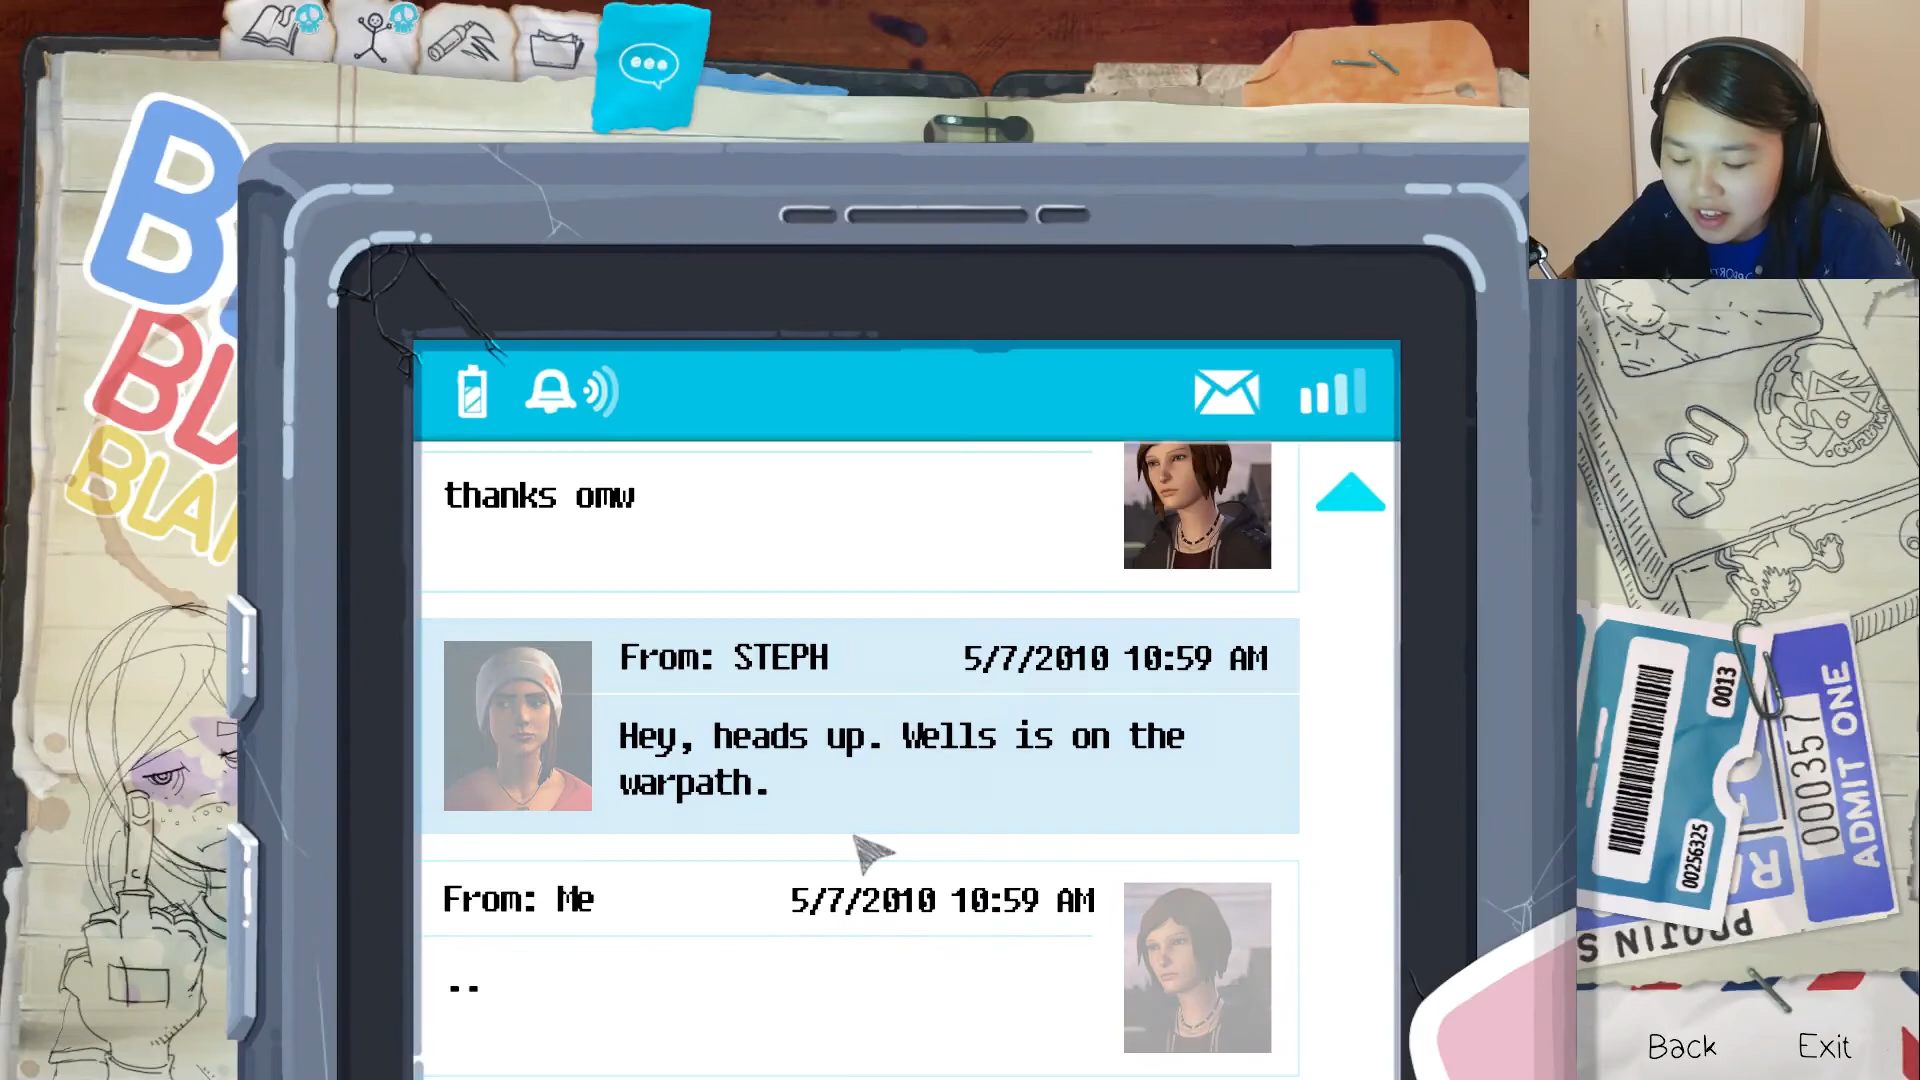 thanks omw
From: STEPH 5/7/2010 10:59 AM
Hey, heads up. Wells is on the
warpath.
From: Me 5/7/2010 10:59 AM
..
0013
00256325
000357
ADMIT ONE
Back Exit